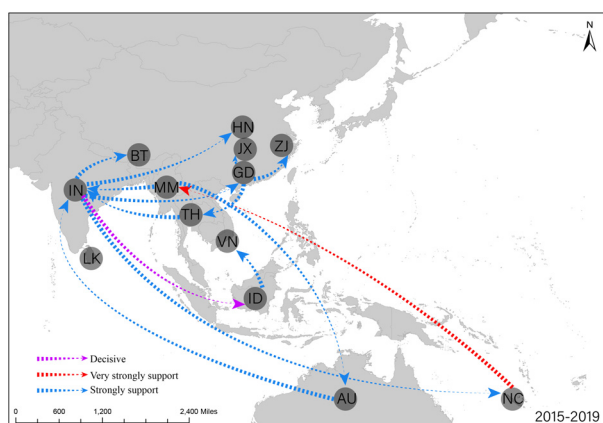 N
HN
BT
JX
ZJ
GD
IN
MM
TH
VN
LK
ID
Decisive
Very strongly support
Strongly support
AU
NC
0 600 1,200 2,400 Miles
2015-2019